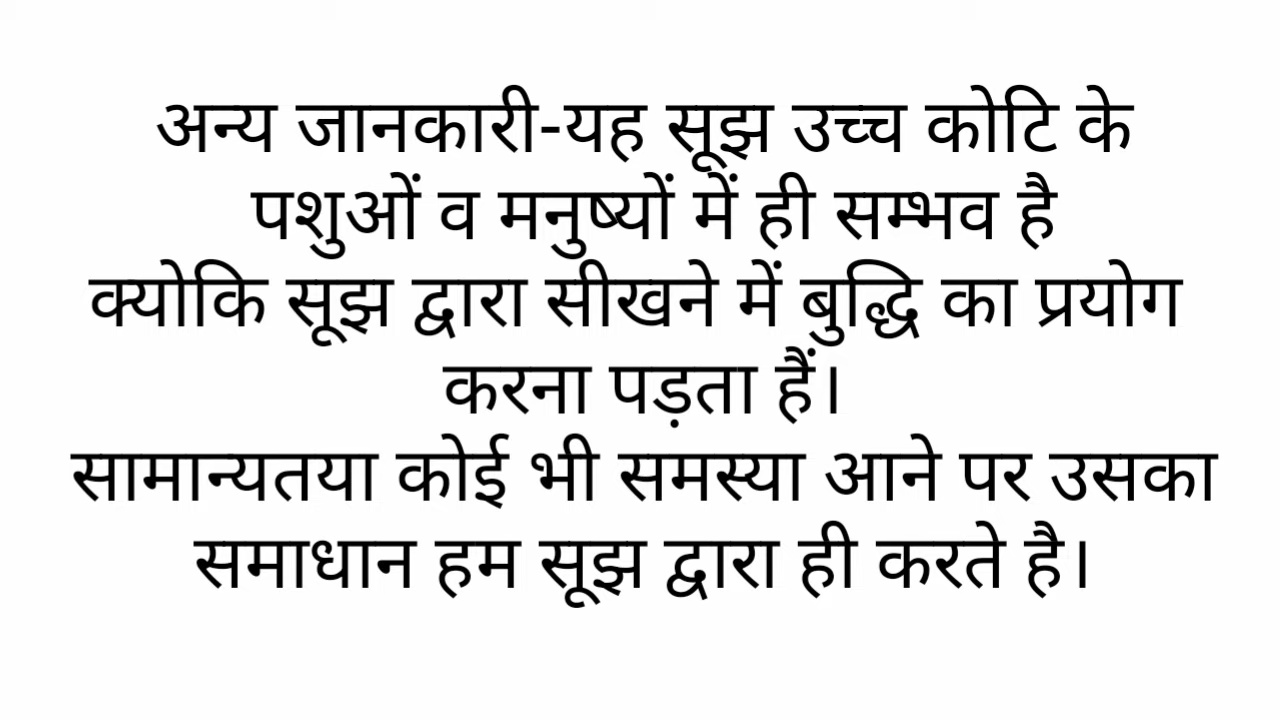 अन्य जानकारी-यह सूझ उच्च कोटि के
पशुओं व मनुष्यों में ही सम्भव है
क्योकि सूझ द्वारा सीखने में बुद्धि का प्रयोग
करना पड़ता हैं।
सामान्यतया कोई भी समस्या आने पर उसका
समाधान हम सूझ द्वारा ही करते है।